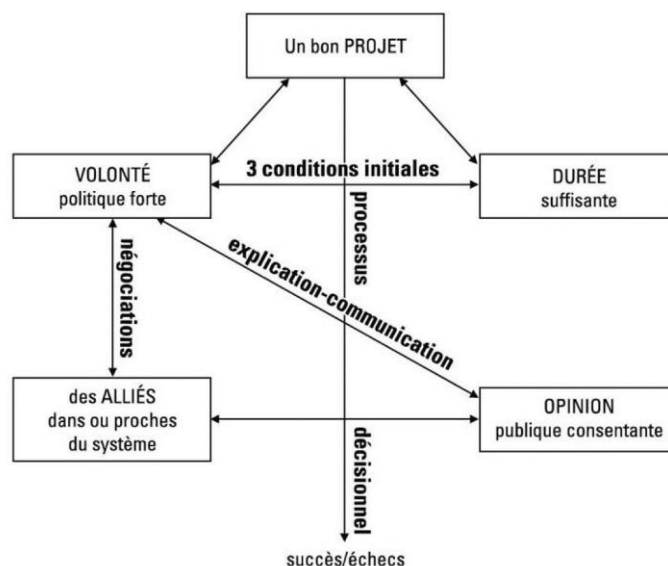 Un bon PROJET
VOLONTÉ
politique forte
3 conditions initiales
DURÉE
suffisante
processus
négociations
explication-communication
des ALLIÉS
dans ou proches
du système
OPINION
publique consentante
décisionnel
succès/échecs